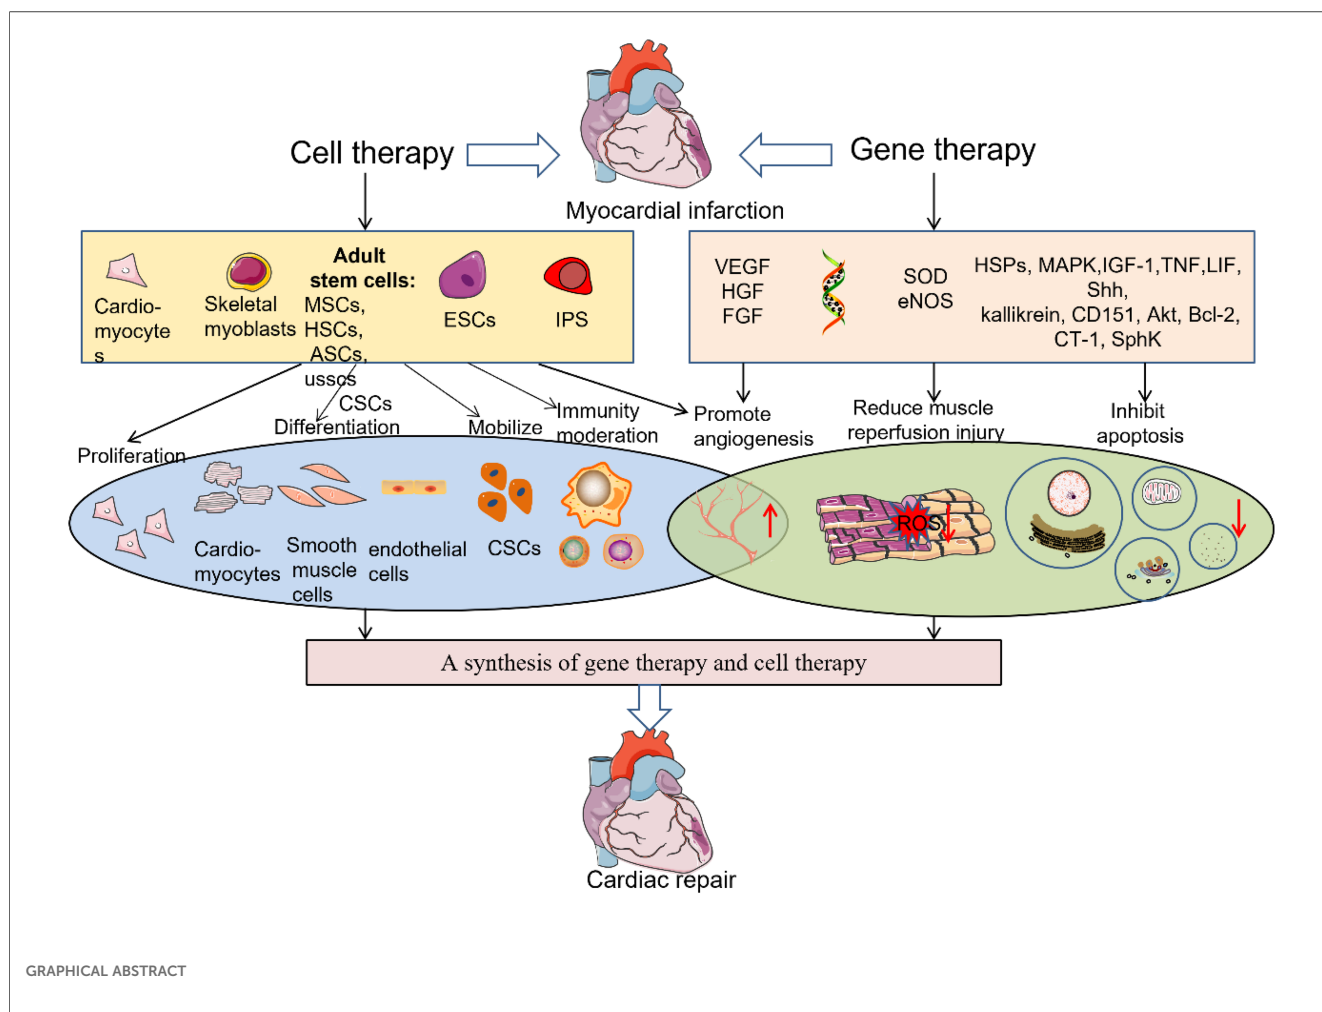 Cell therapy
Gene therapy
Myocardial infarction
Cardio-
myocyte
s
Skeletal
myoblasts
Adult
stem cells:
MSCs,
HSCs,
ASCs,
usscs
CSCs
ESCs
IPS
VEGF
HGF
FGF
SOD
eNOS
HSPs, MAPK,IGF-1,TNF,LIF,
Shh,
kallikrein, CD151, Akt, Bcl-2,
CT-1, SphK
Proliferation
Differentiation
Mobilize
Immunity
moderation
Promote
angiogenesis
Reduce muscle
reperfusion injury
Inhibit
apoptosis
Cardio-
myocytes
Smooth
muscle
cells
endothelial
cells
CSCs
ROS
A synthesis of gene therapy and cell therapy
Cardiac repair
GRAPHICAL ABSTRACT